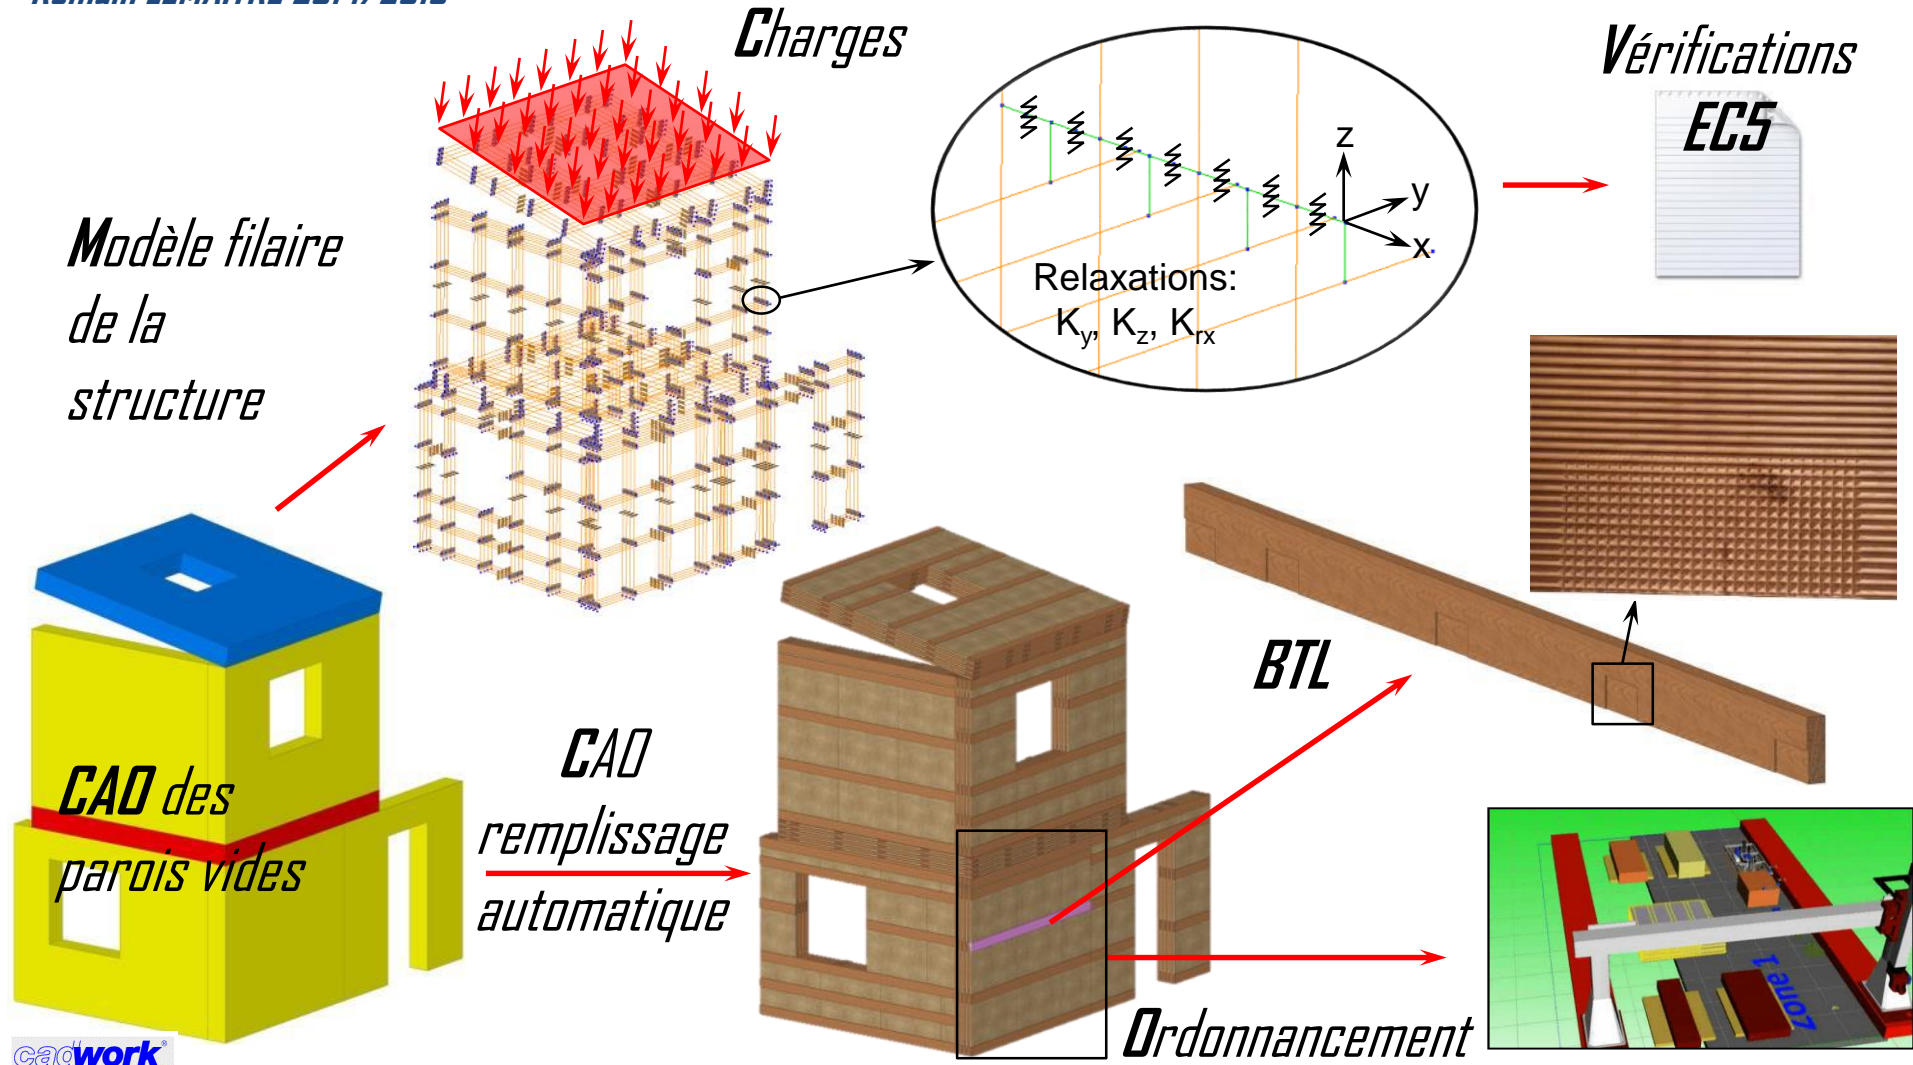 Charges
Vérifications
EC5
z
y
x
Relaxations:
Ky, Kz, Krx
Modèle filaire
de la
structure
BTL
CAO des
parois vides
CAO
remplissage
automatique
Zone 1
Ordonnancement
cadwork®